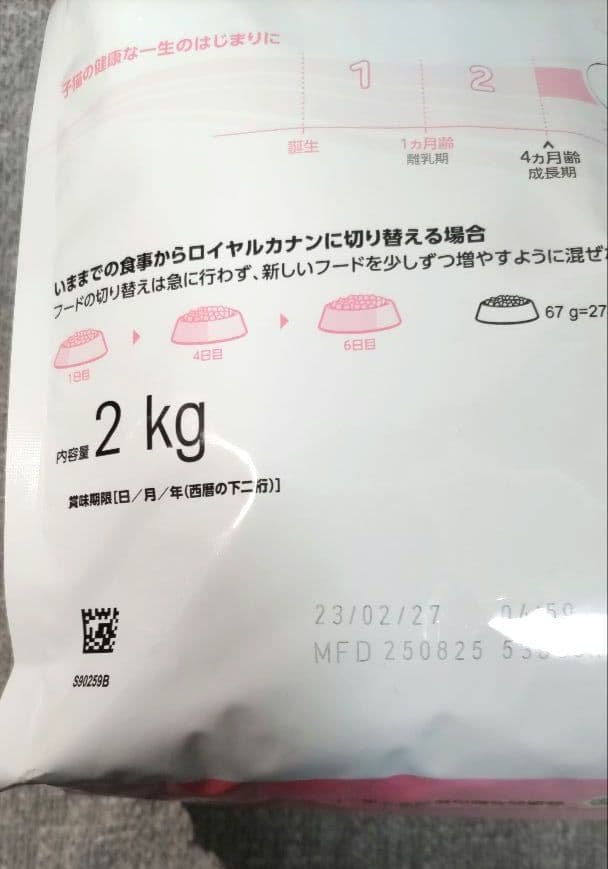 子猫の健康な一生のはじまりに
1 2
誕生 1ヵ月齢 4ヵ月齢
離乳期 成長期
いままでの食事からロイヤルカナンに切り替える場合
フードの切り替えは急に行わず、新しいフードを少しずつ増やすように混ぜ
67 g=27
1日目 4日目 6日目
内容量 2 kg
賞味期限[日/月/年(西暦の下二桁)]
23/02/27
MFD 250825
S90259B